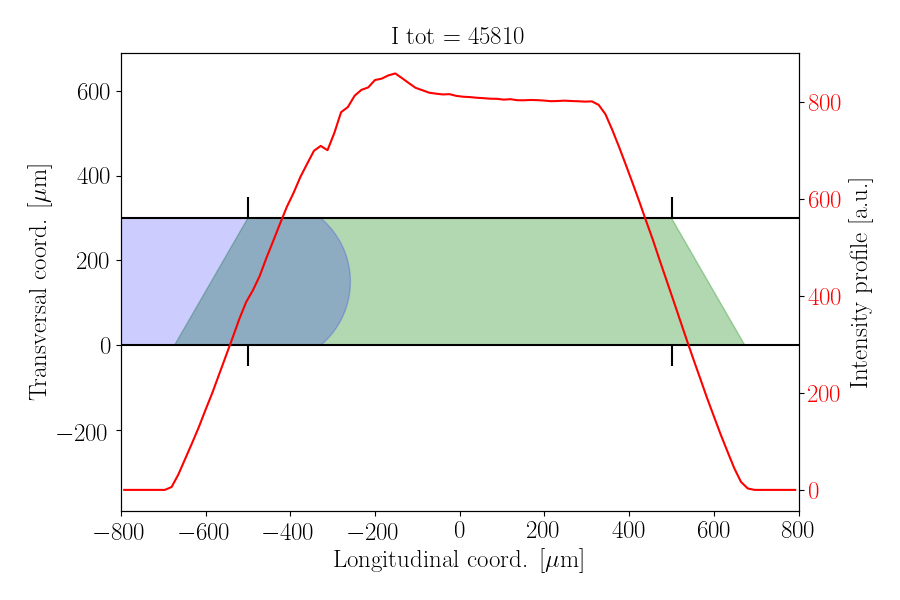 I tot = 45810
600
400
200
0
−200
Transversal coord. [μm]
800
600
400
200
0
Intensity profile [a.u.]
−800 −600 −400 −200 0 200 400 600 800
Longitudinal coord. [μm]